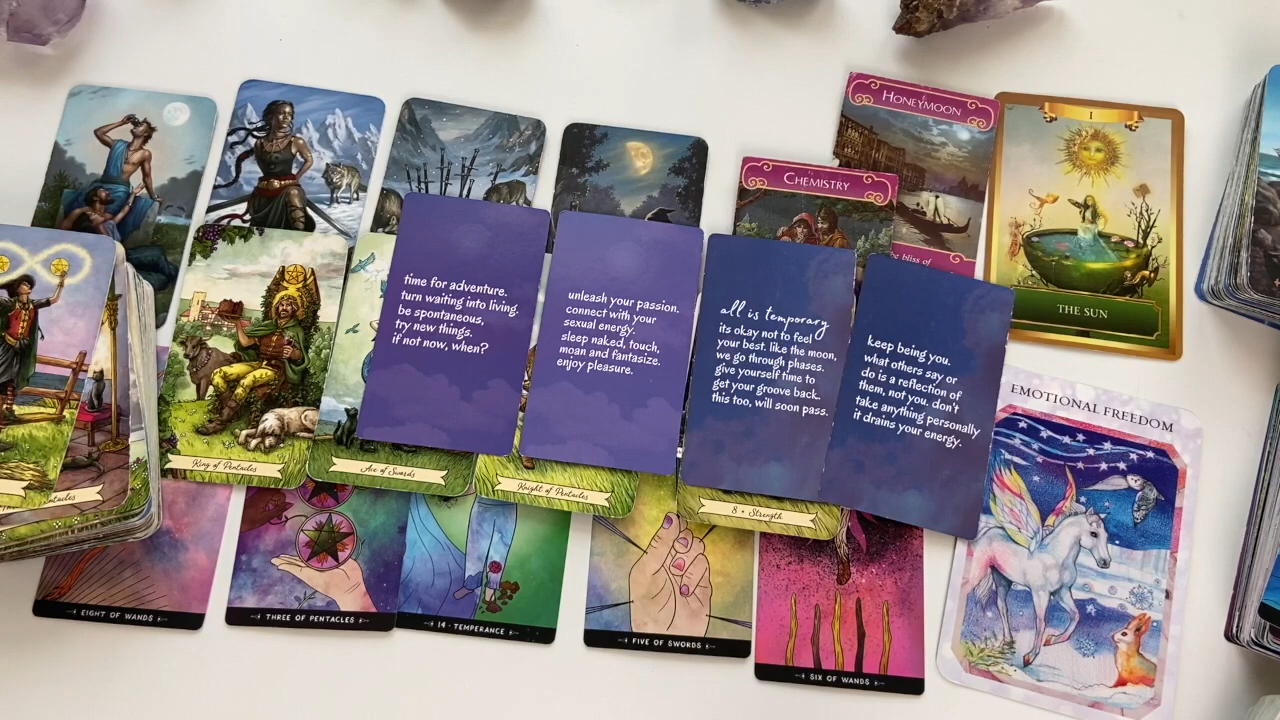 HONEYMOON
he bliss of
CHEMISTRY
I
THE SUN
time for adventure.
turn waiting into living.
be spontaneous,
try new things.
if not now, when?
unleash your passion.
connect with your
sexual energy.
sleep naked, touch,
moan and fantasize.
enjoy pleasure.
all is temporary
its okay not to feel
your best. like the moon,
we go through phases.
give yourself time to
get your groove back.
this too, will soon pass.
keep being you.
what others say or
do is a reflection of
them, not you. don't
take anything personally
it drains your energy.
EMOTIONAL FREEDOM
King of Pentacles
Ace of Swords
Knight of Pentacles
8 • Strength
ntacles
EIGHT OF WANDS
THREE OF PENTACLES
14 · TEMPERANCE
FIVE OF SWORDS
SIX OF WANDS